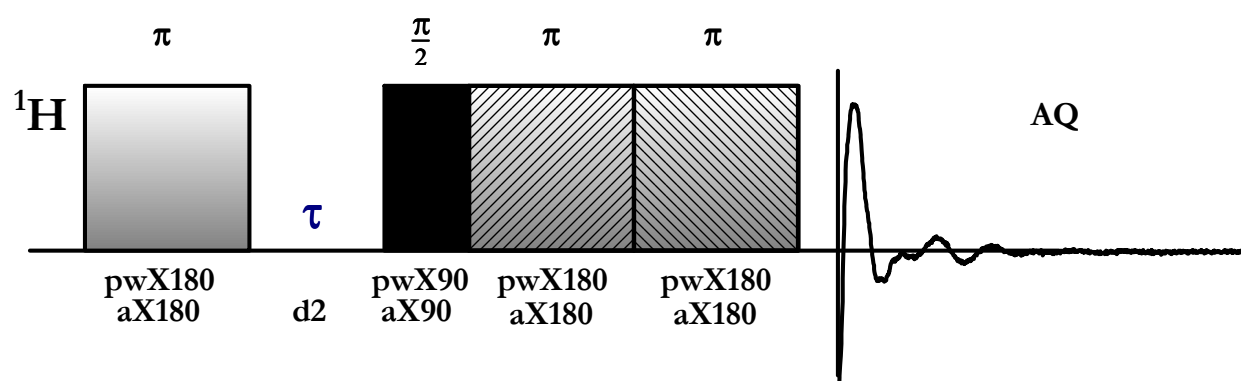 π π/2 π π
¹H
AQ
τ
pwX180 pwX90 pwX180 pwX180
aX180 d2 aX90 aX180 aX180